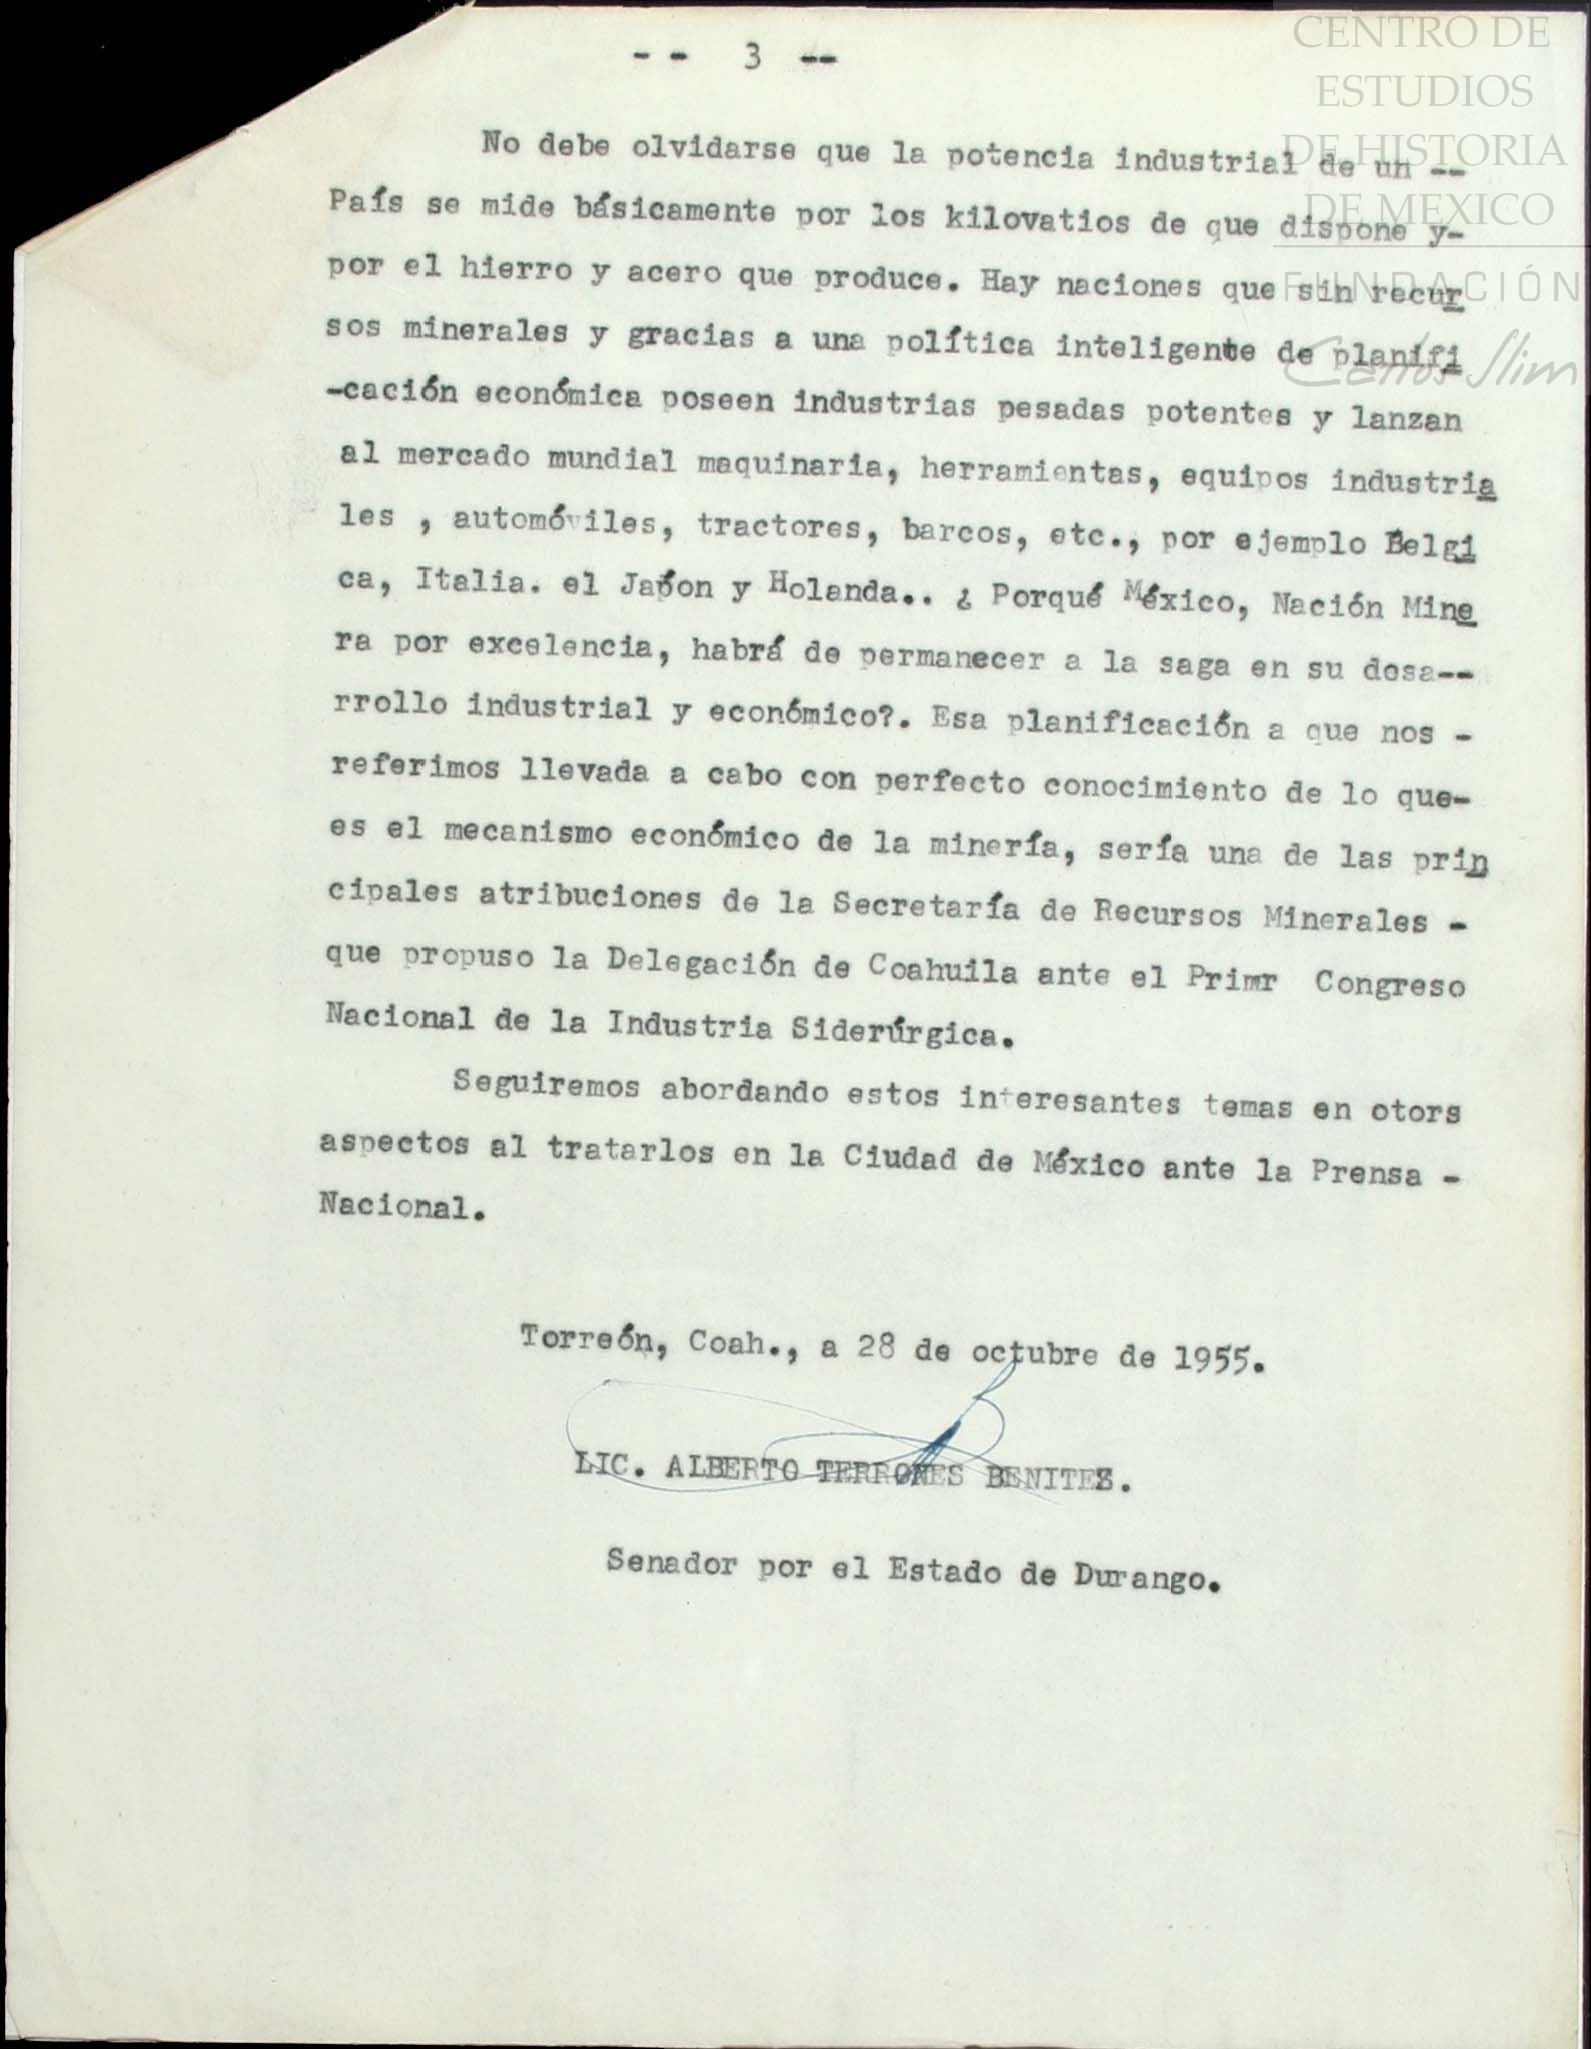 CENTRO DE
ESTUDIOS
DE HISTORIA
DE MEXICO
FUNDACIÓN
Carlos Slim
-- 3 --
No debe olvidarse que la potencia industrial de un --
País se mide básicamente por los kilovatios de que dispone y-
por el hierro y acero que produce. Hay naciones que sin recur
sos minerales y gracias a una política inteligente de planifi
-cación económica poseen industrias pesadas potentes y lanzan
al mercado mundial maquinaria, herramientas, equipos industria
les , automóviles, tractores, barcos, etc., por ejemplo Belgi
ca, Italia. el Japon y Holanda.. ¿ Porqué México, Nación Mine
ra por excelencia, habrá de permanecer a la saga en su desa--
rrollo industrial y económico?. Esa planificación a que nos -
referimos llevada a cabo con perfecto conocimiento de lo que-
es el mecanismo económico de la minería, sería una de las prin
cipales atribuciones de la Secretaría de Recursos Minerales -
que propuso la Delegación de Coahuila ante el Primr Congreso
Nacional de la Industria Siderúrgica.
Seguiremos abordando estos interesantes temas en otors
aspectos al tratarlos en la Ciudad de México ante la Prensa -
Nacional.
Torreón, Coah., a 28 de octubre de 1955.
LIC. ALBERTO TERRONES BENITEZ.
Senador por el Estado de Durango.